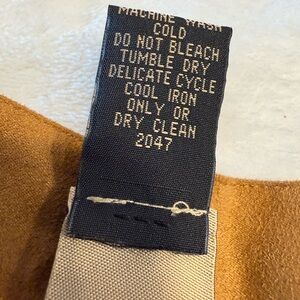 MACHINE WASH
COLD
DO NOT BLEACH
TUMBLE DRY
DELICATE CYCLE
COOL IRON
ONLY OR
DRY CLEAN
2047